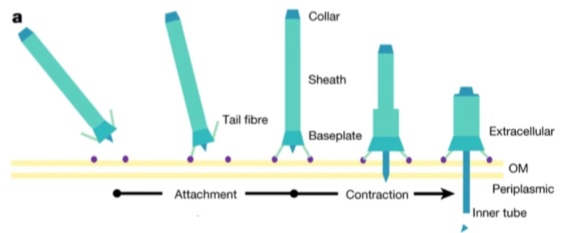 a
Collar
Sheath
Tail fibre
Baseplate
Extracellular
OM
Attachment
Contraction
Periplasmic
Inner tube